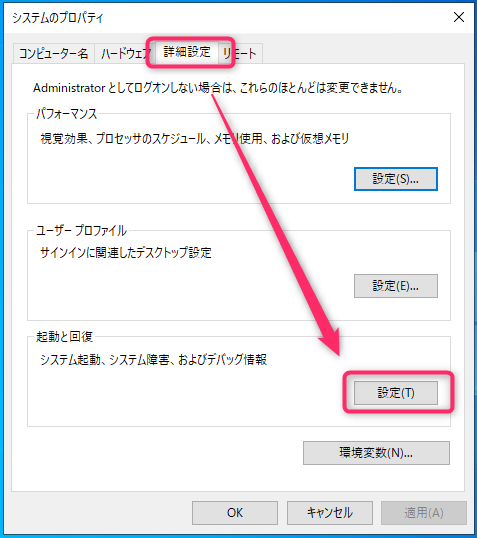 システムのプロパティ
コンピューター名 ハードウェア 詳細設定 リモート
Administrator としてログオンしない場合は、これらのほとんどは変更できません。
パフォーマンス
視覚効果、プロセッサのスケジュール、メモリ使用、および仮想メモリ
設定(S)...
ユーザー プロファイル
サインインに関連したデスクトップ設定
設定(E)...
起動と回復
システム起動、システム障害、およびデバッグ情報
設定(T)
環境変数(N)...
OK キャンセル 適用(A)